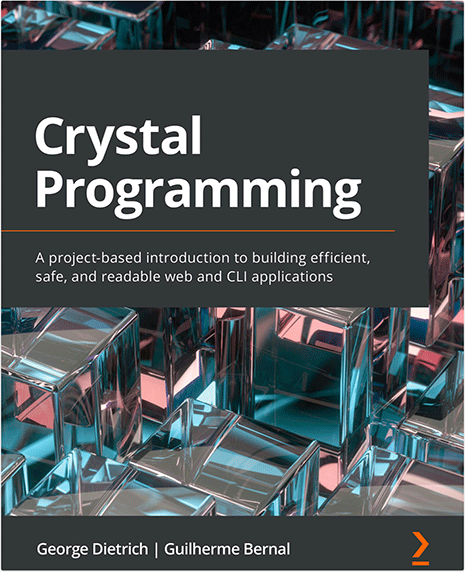 Crystal
Programming
A project-based introduction to building efficient,
safe, and readable web and CLI applications
George Dietrich | Guilherme Bernal